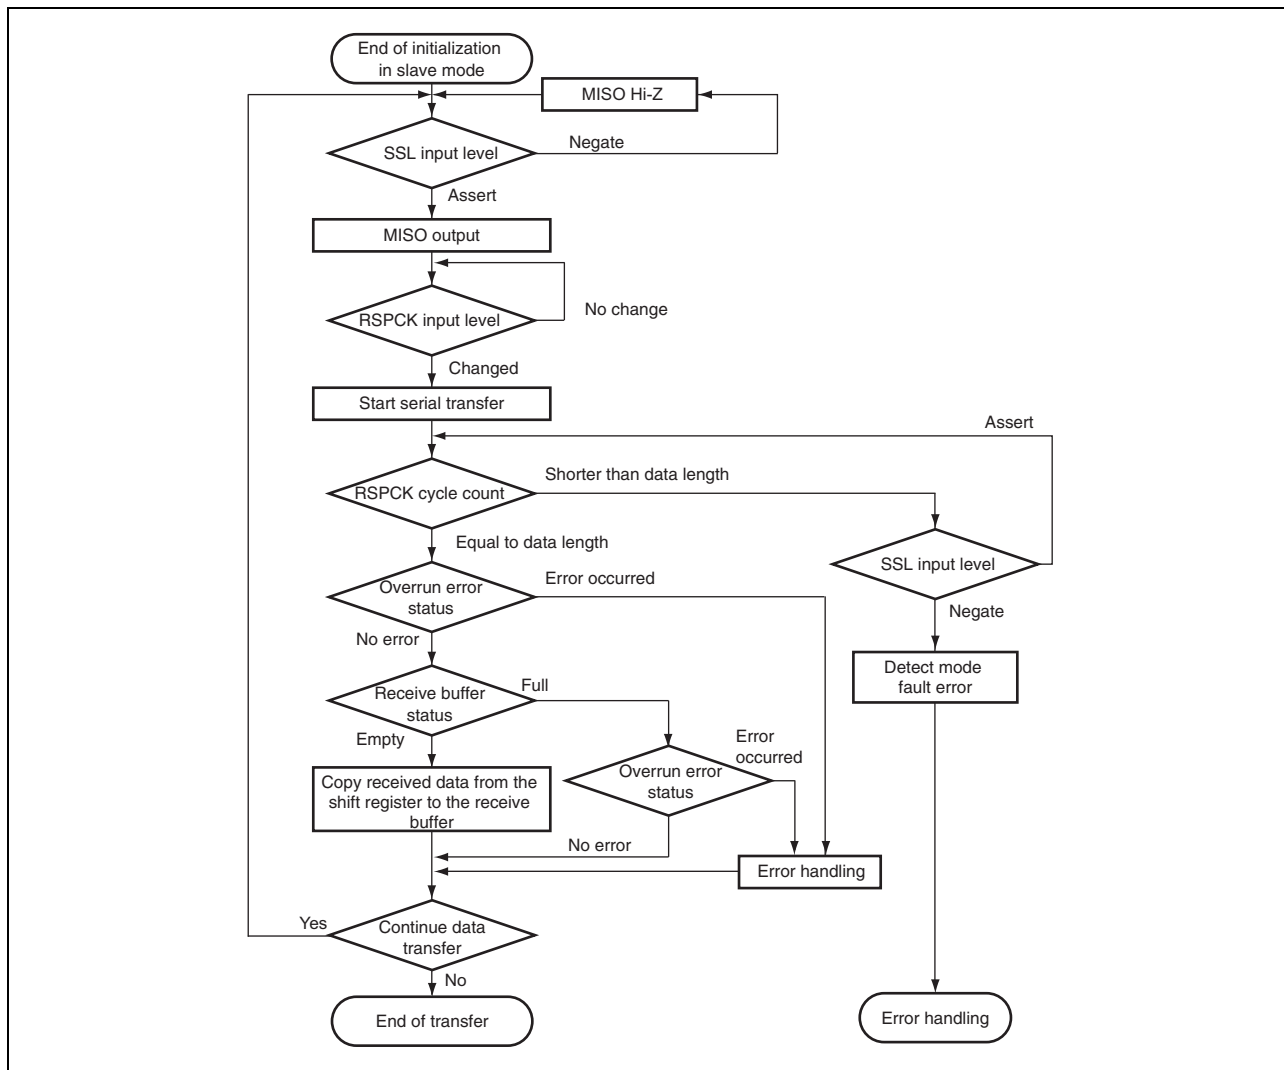 End of initialization
in slave mode
MISO Hi-Z
SSL input level
Negate
Assert
MISO output
RSPCK input level
No change
Changed
Start serial transfer
Assert
RSPCK cycle count
Shorter than data length
Equal to data length
SSL input level
Overrun error
status
Error occurred
Negate
No error
Detect mode
fault error
Receive buffer
status
Full
Empty
Error
occurred
Overrun error
status
Copy received data from the
shift register to the receive
buffer
No error
Error handling
Yes
Continue data
transfer
No
End of transfer
Error handling